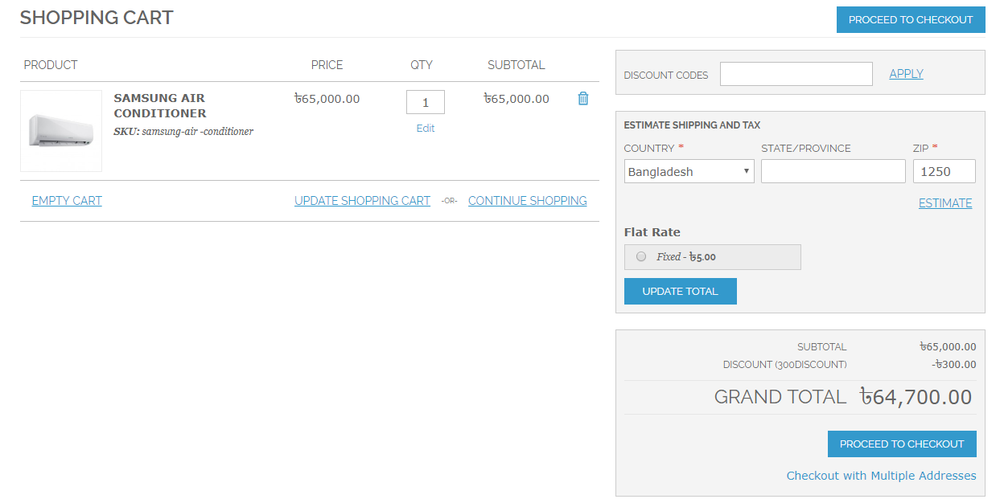 SHOPPING CART
PROCEED TO CHECKOUT
PRODUCT PRICE QTY SUBTOTAL
SAMSUNG AIR
CONDITIONER
SKU: samsung-air -conditioner
৳65,000.00
1
Edit
৳65,000.00
EMPTY CART
UPDATE SHOPPING CART -OR- CONTINUE SHOPPING
DISCOUNT CODES APPLY
ESTIMATE SHIPPING AND TAX
COUNTRY * STATE/PROVINCE ZIP *
Bangladesh 1250
ESTIMATE
Flat Rate
Fixed - ৳5.00
UPDATE TOTAL
SUBTOTAL ৳65,000.00
DISCOUNT (300DISCOUNT) -৳300.00
GRAND TOTAL ৳64,700.00
PROCEED TO CHECKOUT
Checkout with Multiple Addresses